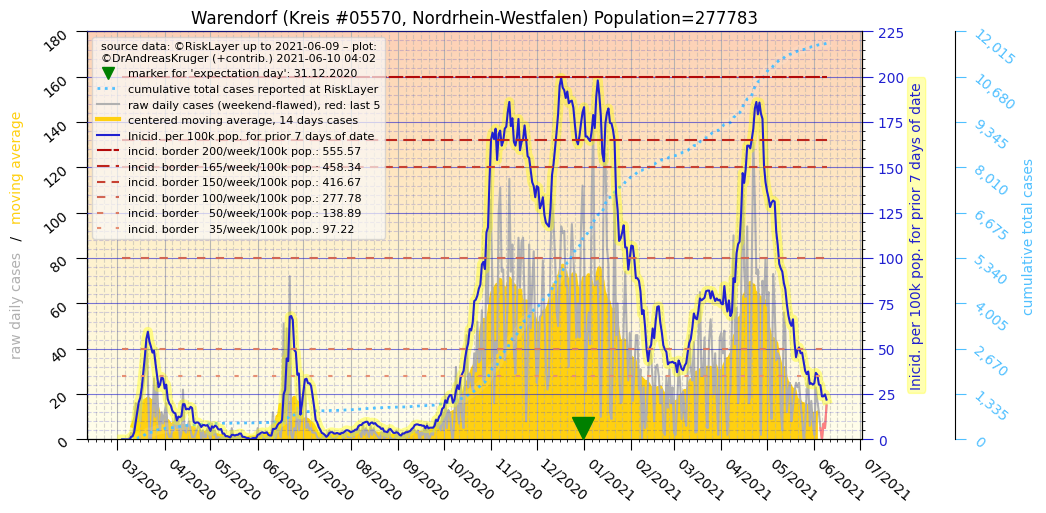 Warendorf (Kreis #05570, Nordrhein-Westfalen) Population=277783
source data: ©RiskLayer up to 2021-06-09 – plot:
©DrAndreasKruger (+contrib.) 2021-06-10 04:02
marker for 'expectation day': 31.12.2020
cumulative total cases reported at RiskLayer
raw daily cases (weekend-flawed), red: last 5
centered moving average, 14 days cases
Inicid. per 100k pop. for prior 7 days of date
incid. border 200/week/100k pop.: 555.57
incid. border 165/week/100k pop.: 458.34
incid. border 150/week/100k pop.: 416.67
incid. border 100/week/100k pop.: 277.78
incid. border 50/week/100k pop.: 138.89
incid. border 35/week/100k pop.: 97.22
raw daily cases / moving average
180
160
140
120
100
80
60
40
20
0
03/2020
04/2020
05/2020
06/2020
07/2020
08/2020
09/2020
10/2020
11/2020
12/2020
01/2021
02/2021
03/2021
04/2021
05/2021
06/2021
07/2021
225
200
175
150
125
100
75
50
25
0
Inicid. per 100k pop. for prior 7 days of date
12,015
10,680
9,345
8,010
6,675
5,340
4,005
2,670
1,335
0
cumulative total cases